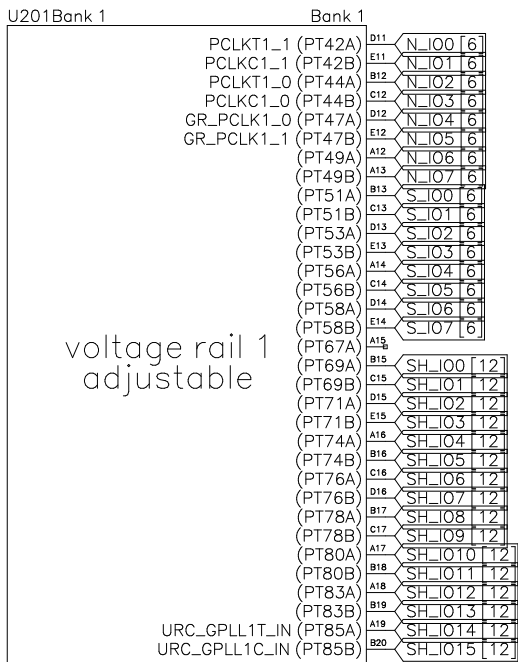 U201Bank 1 Bank 1
PCLKT1_1 (PT42A) D11 N_IO0 [6]
PCLKC1_1 (PT42B) E11 N_IO1 [6]
PCLKT1_0 (PT44A) B12 N_IO2 [6]
PCLKC1_0 (PT44B) C12 N_IO3 [6]
GR_PCLK1_0 (PT47A) D12 N_IO4 [6]
GR_PCLK1_1 (PT47B) E12 N_IO5 [6]
(PT49A) A12 N_IO6 [6]
(PT49B) A13 N_IO7 [6]
(PT51A) B13 S_IO0 [6]
(PT51B) C13 S_IO1 [6]
(PT53A) D13 S_IO2 [6]
(PT53B) E13 S_IO3 [6]
(PT56A) A14 S_IO4 [6]
(PT56B) C14 S_IO5 [6]
(PT58A) D14 S_IO6 [6]
(PT58B) E14 S_IO7 [6]
(PT67A) A15
voltage rail 1
adjustable
(PT69A) B15 SH_IO0 [12]
(PT69B) C15 SH_IO1 [12]
(PT71A) D15 SH_IO2 [12]
(PT71B) E15 SH_IO3 [12]
(PT74A) A16 SH_IO4 [12]
(PT74B) B16 SH_IO5 [12]
(PT76A) C16 SH_IO6 [12]
(PT76B) D16 SH_IO7 [12]
(PT78A) B17 SH_IO8 [12]
(PT78B) C17 SH_IO9 [12]
(PT80A) A17 SH_IO10 [12]
(PT80B) B18 SH_IO11 [12]
(PT83A) A18 SH_IO12 [12]
(PT83B) B19 SH_IO13 [12]
URC_GPLL1T_IN (PT85A) A19 SH_IO14 [12]
URC_GPLL1C_IN (PT85B) B20 SH_IO15 [12]